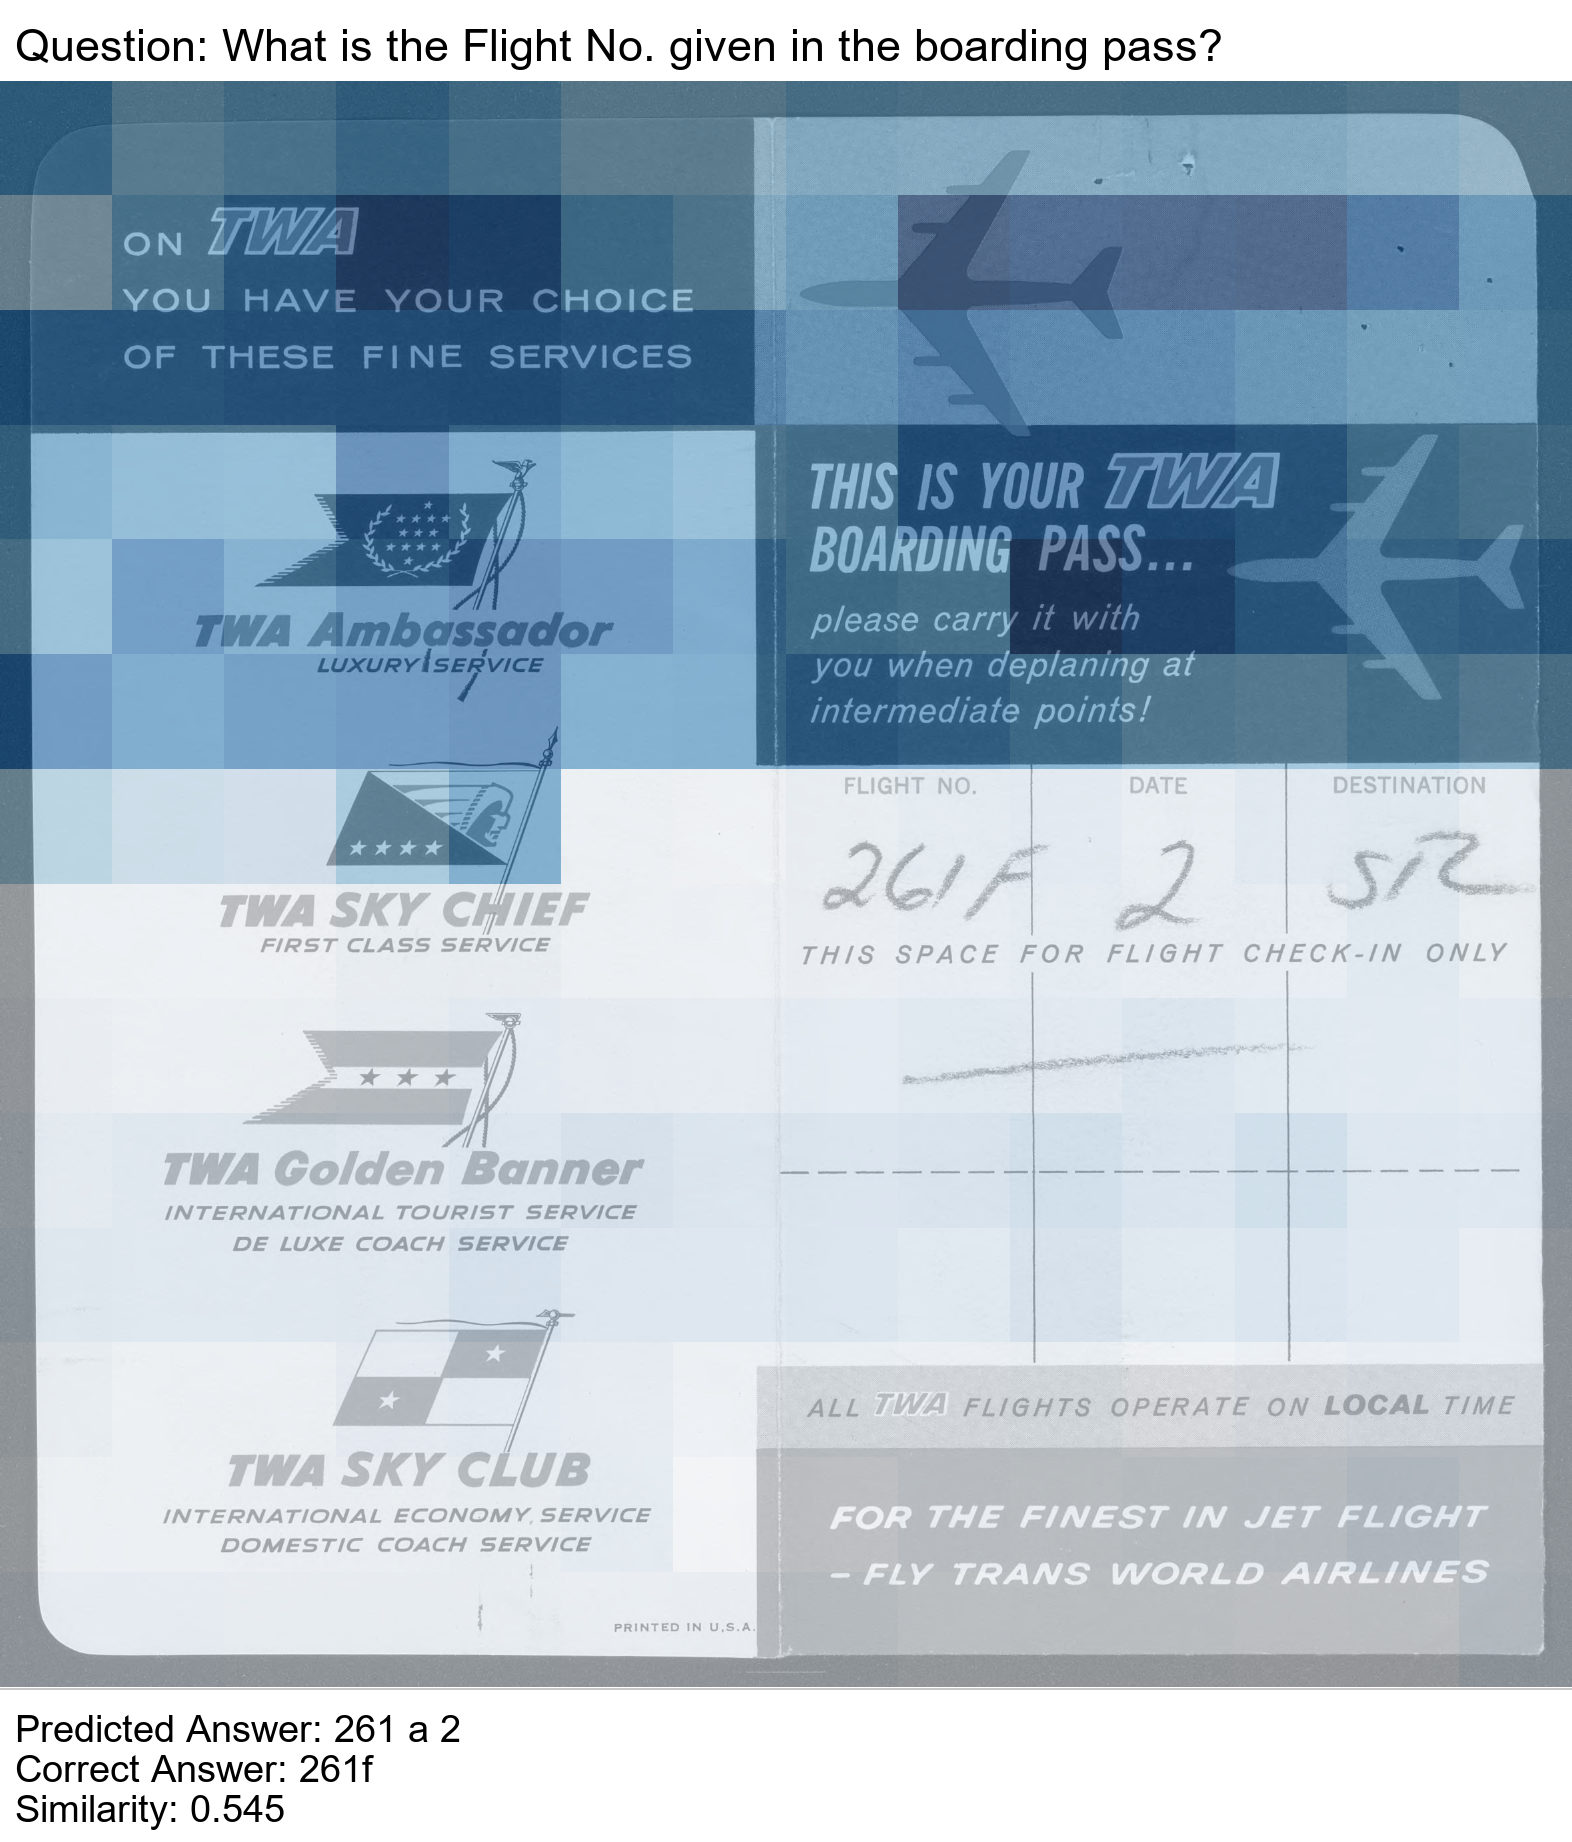 Question: What is the Flight No. given in the boarding pass?
ON TWA
YOU HAVE YOUR CHOICE
OF THESE FINE SERVICES
TWA Ambassador
LUXURY SERVICE
TWA SKY CHIEF
FIRST CLASS SERVICE
TWA Golden Banner
INTERNATIONAL TOURIST SERVICE
DE LUXE COACH SERVICE
TWA SKY CLUB
INTERNATIONAL ECONOMY SERVICE
DOMESTIC COACH SERVICE
PRINTED IN U.S.A.
THIS IS YOUR TWA
BOARDING PASS...
please carry it with
you when deplaning at
intermediate points!
FLIGHT NO. DATE DESTINATION
261F 2
THIS SPACE FOR FLIGHT CHECK-IN ONLY
ALL TWA FLIGHTS OPERATE ON LOCAL TIME
FOR THE FINEST IN JET FLIGHT
- FLY TRANS WORLD AIRLINES
Predicted Answer: 261 a 2
Correct Answer: 261f
Similarity: 0.545